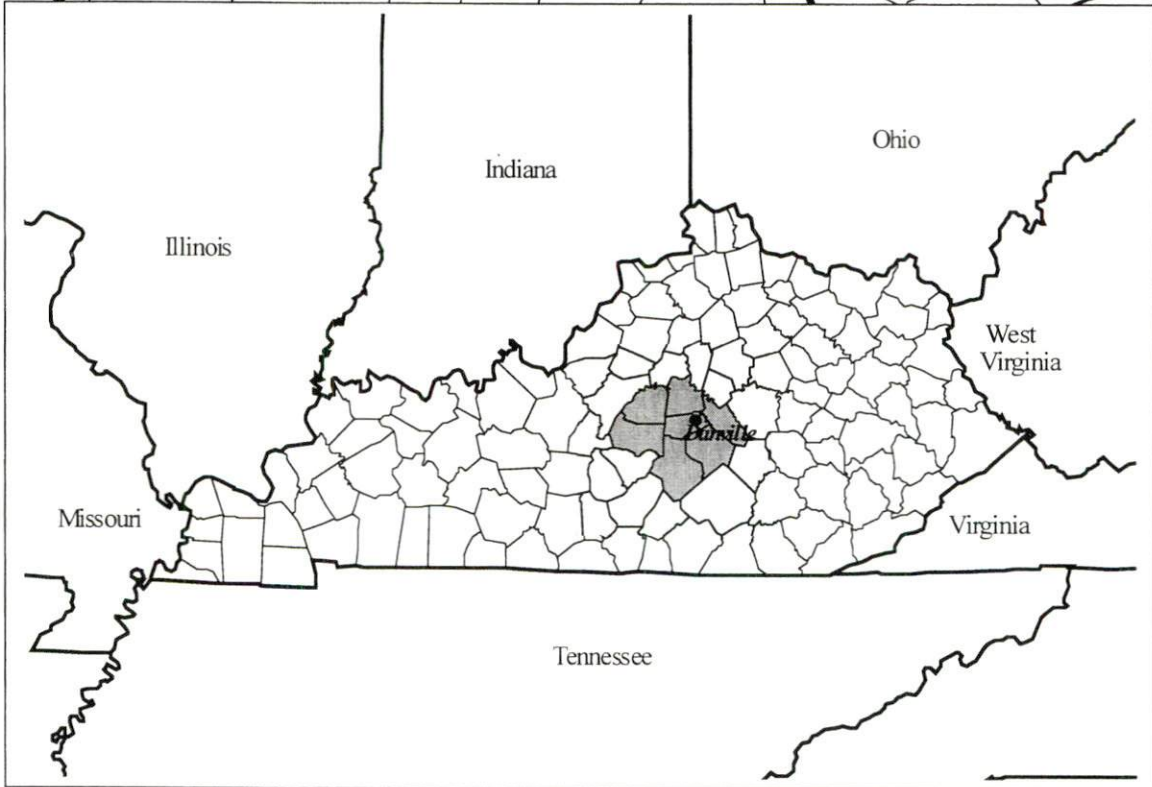 Ohio
Indiana
Illinois
West
Virginia
Danville
Missouri
Virginia
Tennessee